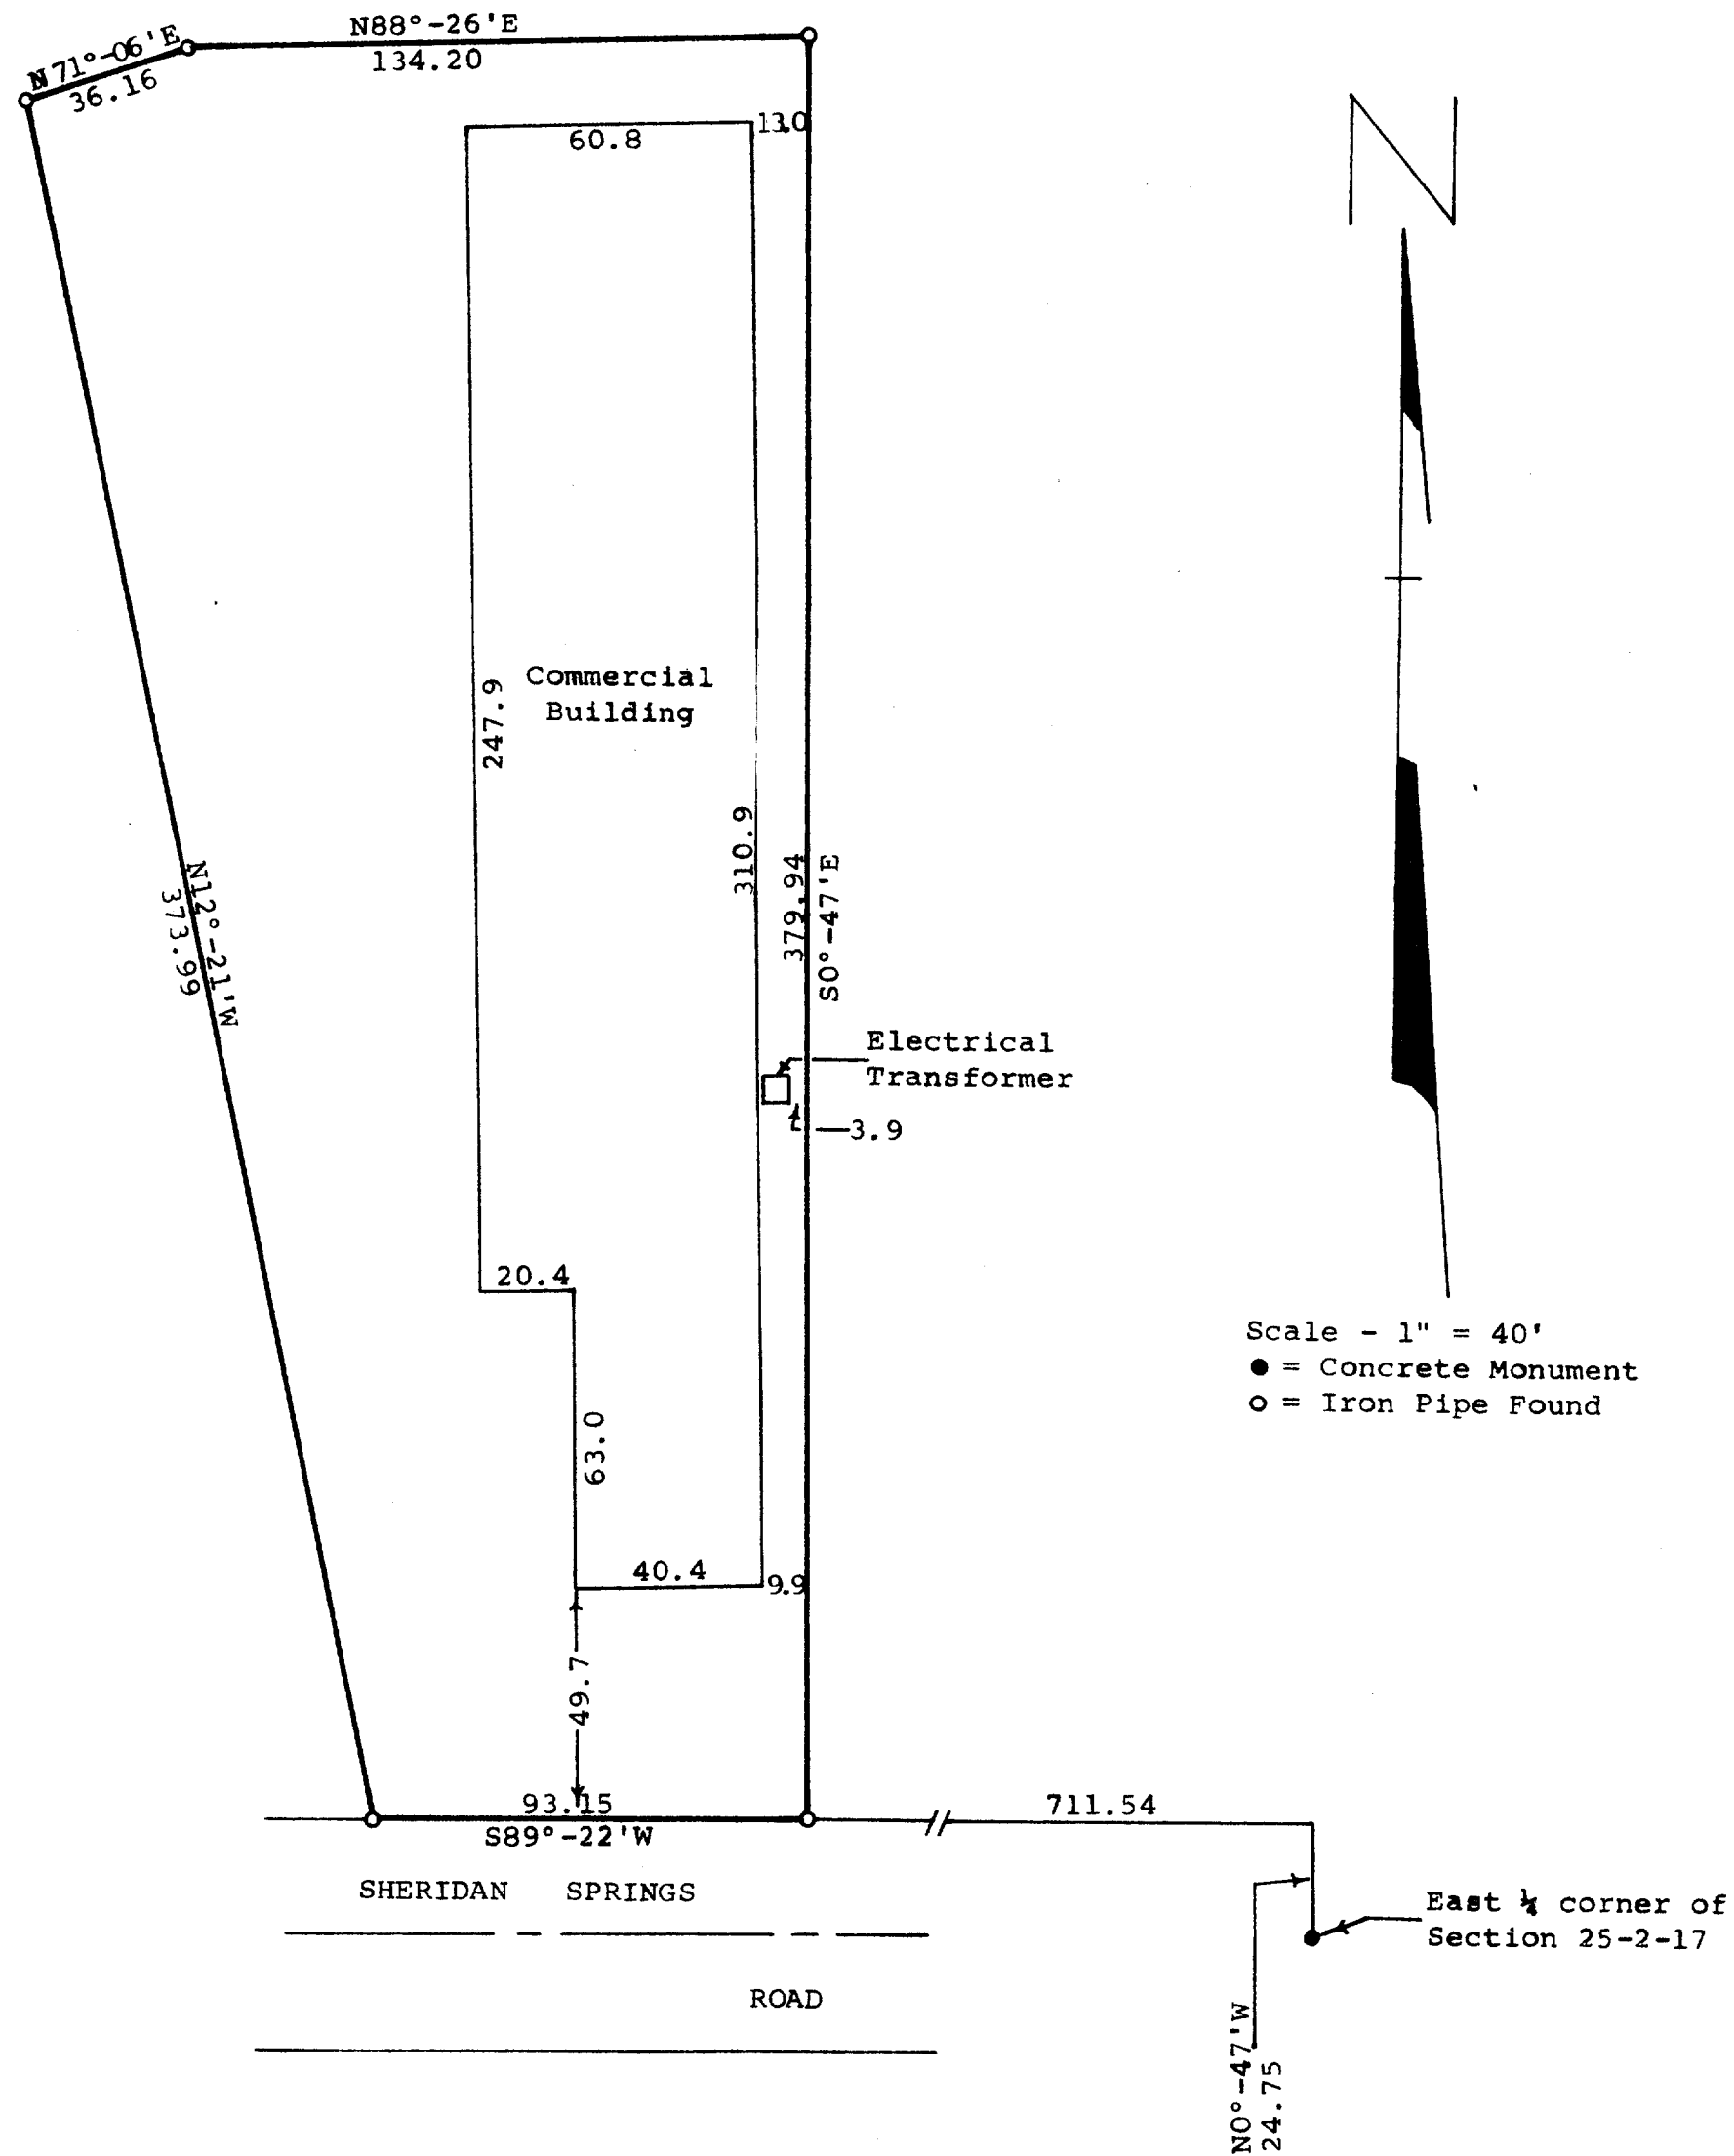 N71°-06'E
36.16
N88°-26'E
134.20
N
60.8
13.0
Commercial
Building
247.9
310.9
379.94
S0°-47'E
N12°-21'W
373.99
Electrical
Transformer
3.9
20.4
63.0
40.4
9.9
49.7
Scale - 1" = 40'
● = Concrete Monument
○ = Iron Pipe Found
93.15
S89°-22'W
711.54
SHERIDAN SPRINGS
ROAD
East ¼ corner of
Section 25-2-17
N0°-47'W
24.75